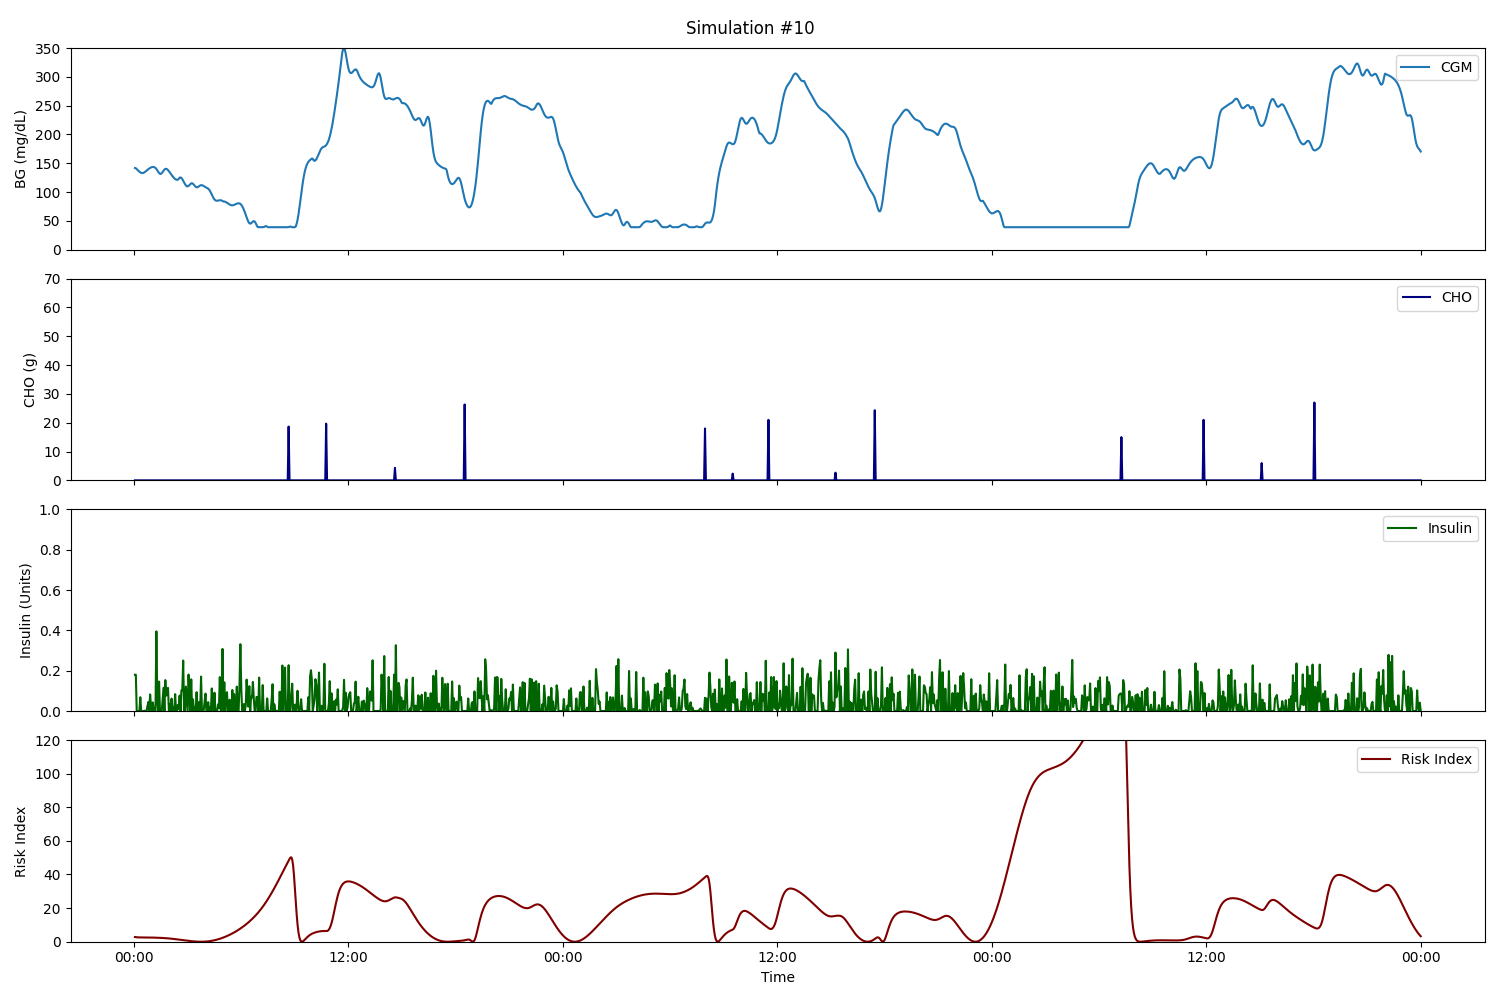 Simulation #10
350
300
250
200
150
100
50
0
BG (mg/dL)
CGM
70
60
50
40
30
20
10
0
CHO (g)
CHO
1.0
0.8
0.6
0.4
0.2
0.0
Insulin (Units)
Insulin
120
100
80
60
40
20
0
Risk Index
Risk Index
00:00 12:00 00:00 12:00 00:00 12:00 00:00
Time